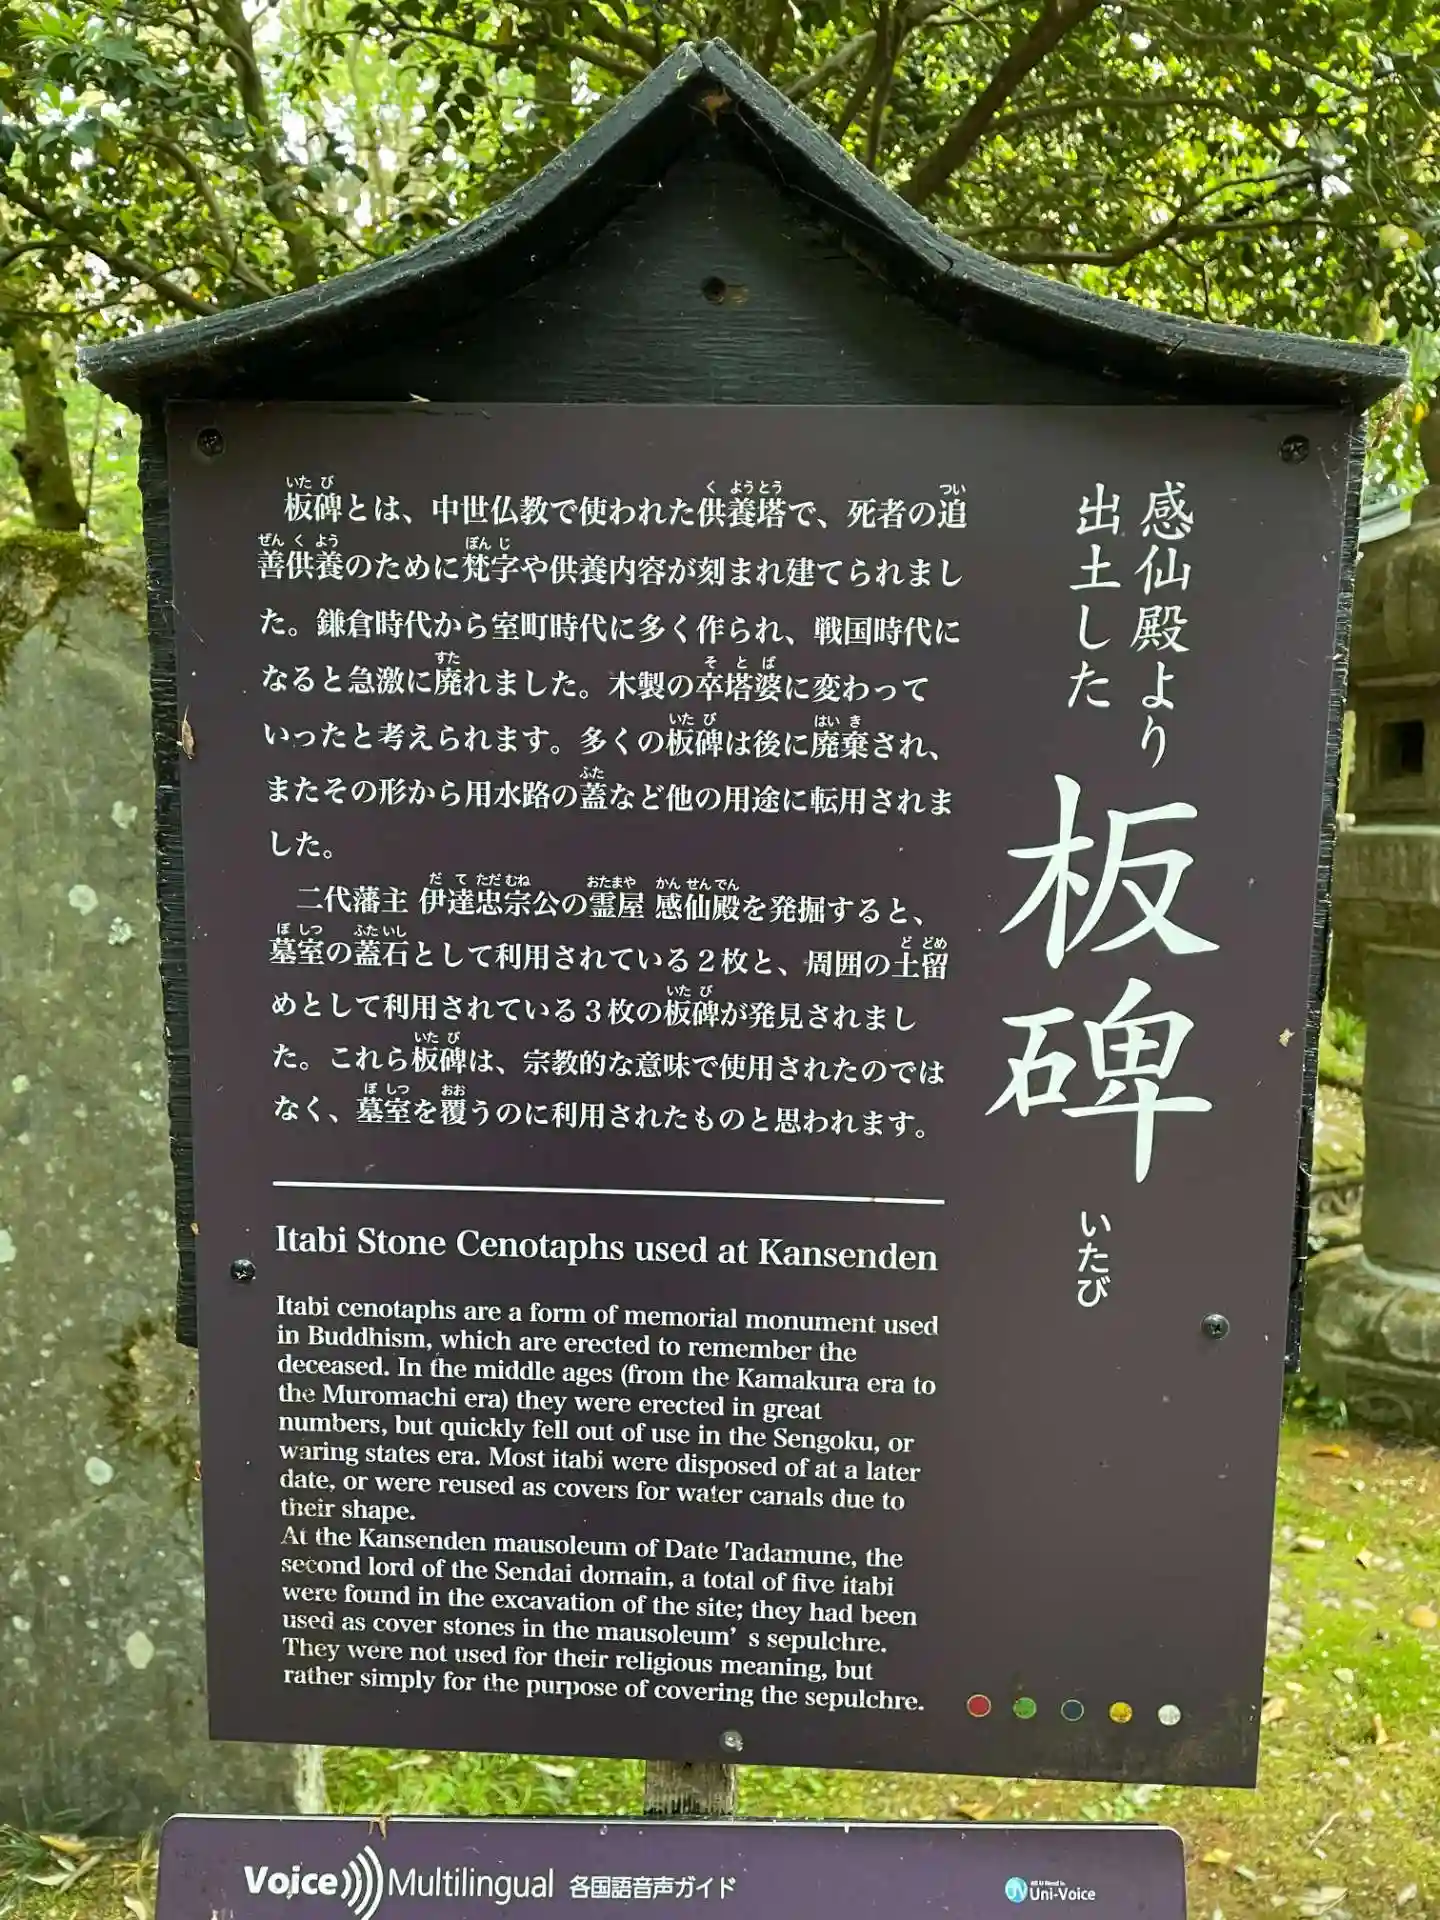 感仙殿より
出土した
板碑
いたび
板碑とは、中世仏教で使われた供養塔で、死者の追
善供養のために梵字や供養内容が刻まれ建てられまし
た。鎌倉時代から室町時代に多く作られ、戦国時代に
なると急激に廃れました。木製の卒塔婆に変わって
いったと考えられます。多くの板碑は後に廃棄され、
またその形から用水路の蓋など他の用途に転用されま
した。
二代藩主 伊達忠宗公の霊屋 感仙殿を発掘すると、
墓室の蓋石として利用されている２枚と、周囲の土留
めとして利用されている３枚の板碑が発見されまし
た。これら板碑は、宗教的な意味で使用されたのでは
なく、墓室を覆うのに利用されたものと思われます。
Itabi Stone Cenotaphs used at Kansenden
Itabi cenotaphs are a form of memorial monument used
in Buddhism, which are erected to remember the
deceased. In the middle ages (from the Kamakura era to
the Muromachi era) they were erected in great
numbers, but quickly fell out of use in the Sengoku, or
waring states era. Most itabi were disposed of at a later
date, or were reused as covers for water canals due to
their shape.
At the Kansenden mausoleum of Date Tadamune, the
second lord of the Sendai domain, a total of five itabi
were found in the excavation of the site; they had been
used as cover stones in the mausoleum’s sepulchre.
They were not used for their religious meaning, but
rather simply for the purpose of covering the sepulchre.
Voice Multilingual 各国語音声ガイド
Uni-Voice